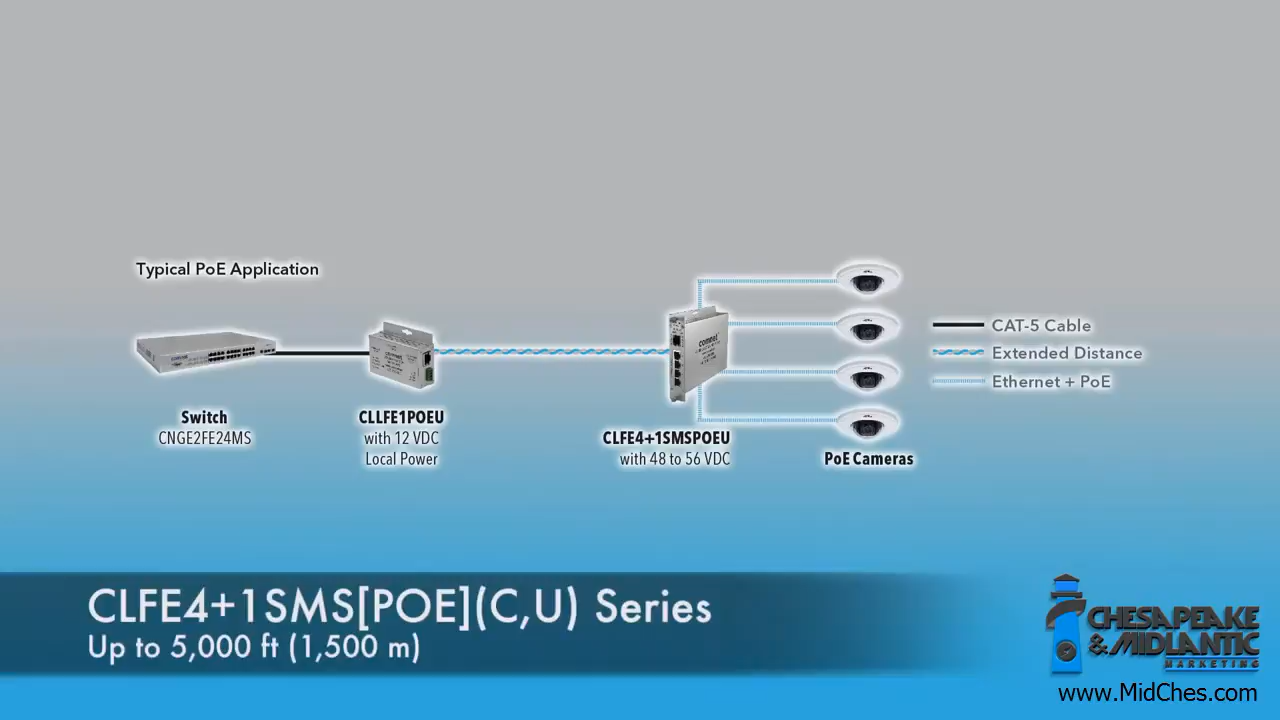 Typical PoE Application
CAT-5 Cable
Extended Distance
Ethernet + PoE
comnet
comnet
Switch
CNGE2FE24MS
CLLFE1POEU
with 12 VDC
Local Power
CLFE4+1SMSPOEU
with 48 to 56 VDC
PoE Cameras
CLFE4+1SMS[POE](C,U) Series
Up to 5,000 ft (1,500 m)
CHESAPEAKE
& MIDLANTIC
MARKETING
www.MidChes.com